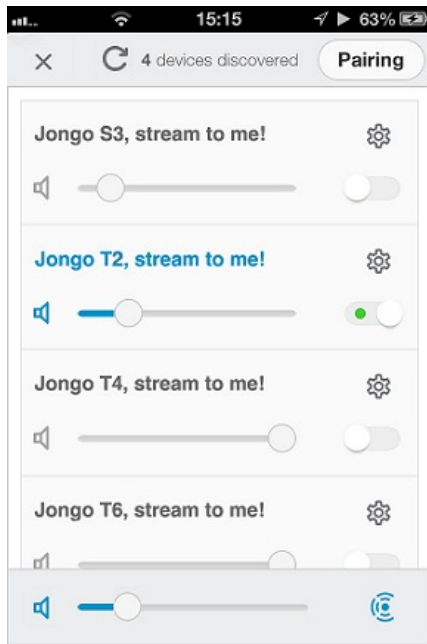 15:15
63%
4 devices discovered
Pairing
Jongo S3, stream to me!
Jongo T2, stream to me!
Jongo T4, stream to me!
Jongo T6, stream to me!